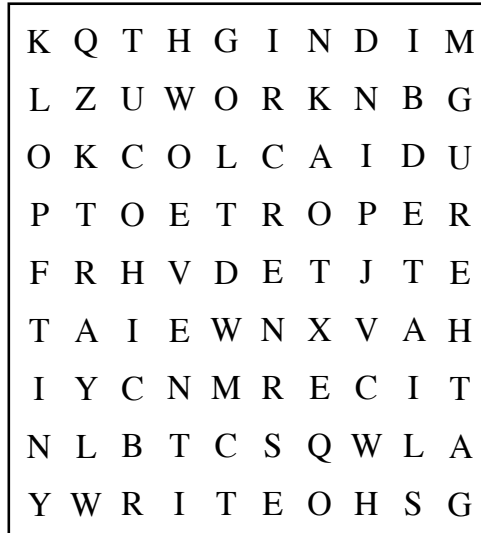 K Q T H G I N D I M
L Z U W O R K N B G
O K C O L C A I D U
P T O E T R O P E R
F R H V D E T J T E
T A I E W N X V A H
I Y C N M R E C I T
N L B T C S Q W L A
Y W R I T E O H S G